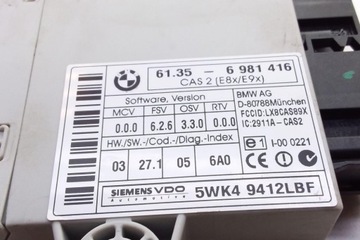 61.35 - 6 981 416
CAS 2 (E8x/E9x)
Software, Version
MCV FSV OSV RTV
0.0.0 6.2.6 3.3.0 0.0.0
HW./SW.-/Cod.-/Diag.-Index
03 27.1 05 6A0
BMW AG
D-80788München
FCCID:LX8CAS89X
IC:2911A-CAS2
e1 I-00 0221
SIEMENS VDO
Automotive
5WK4 9412LBF